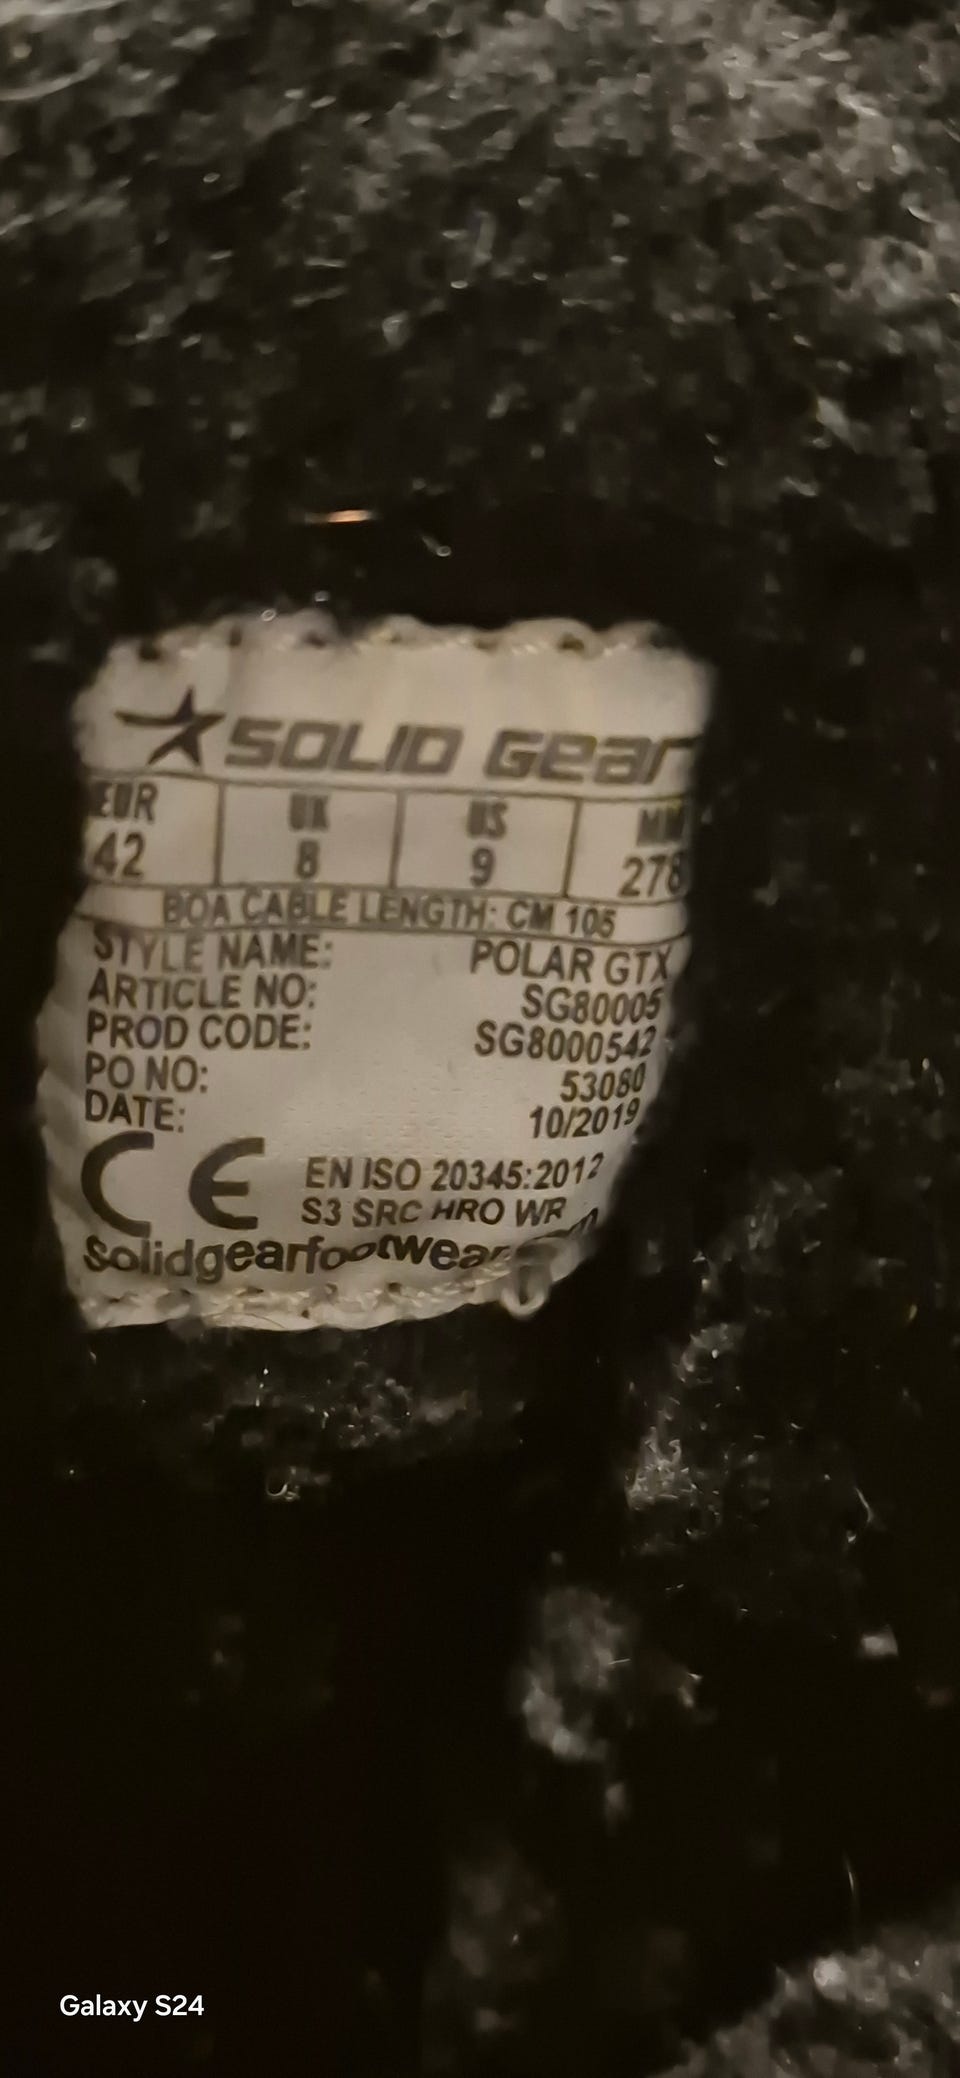 SOLID Gear
EUR UK US MM
42 8 9 278
BOA CABLE LENGTH: CM 105
STYLE NAME: POLAR GTX
ARTICLE NO: SG80005
PROD CODE: SG8000542
PO NO: 53080
DATE: 10/2019
CE EN ISO 20345:2012
S3 SRC HRO WR
solidgearfootwear
Galaxy S24